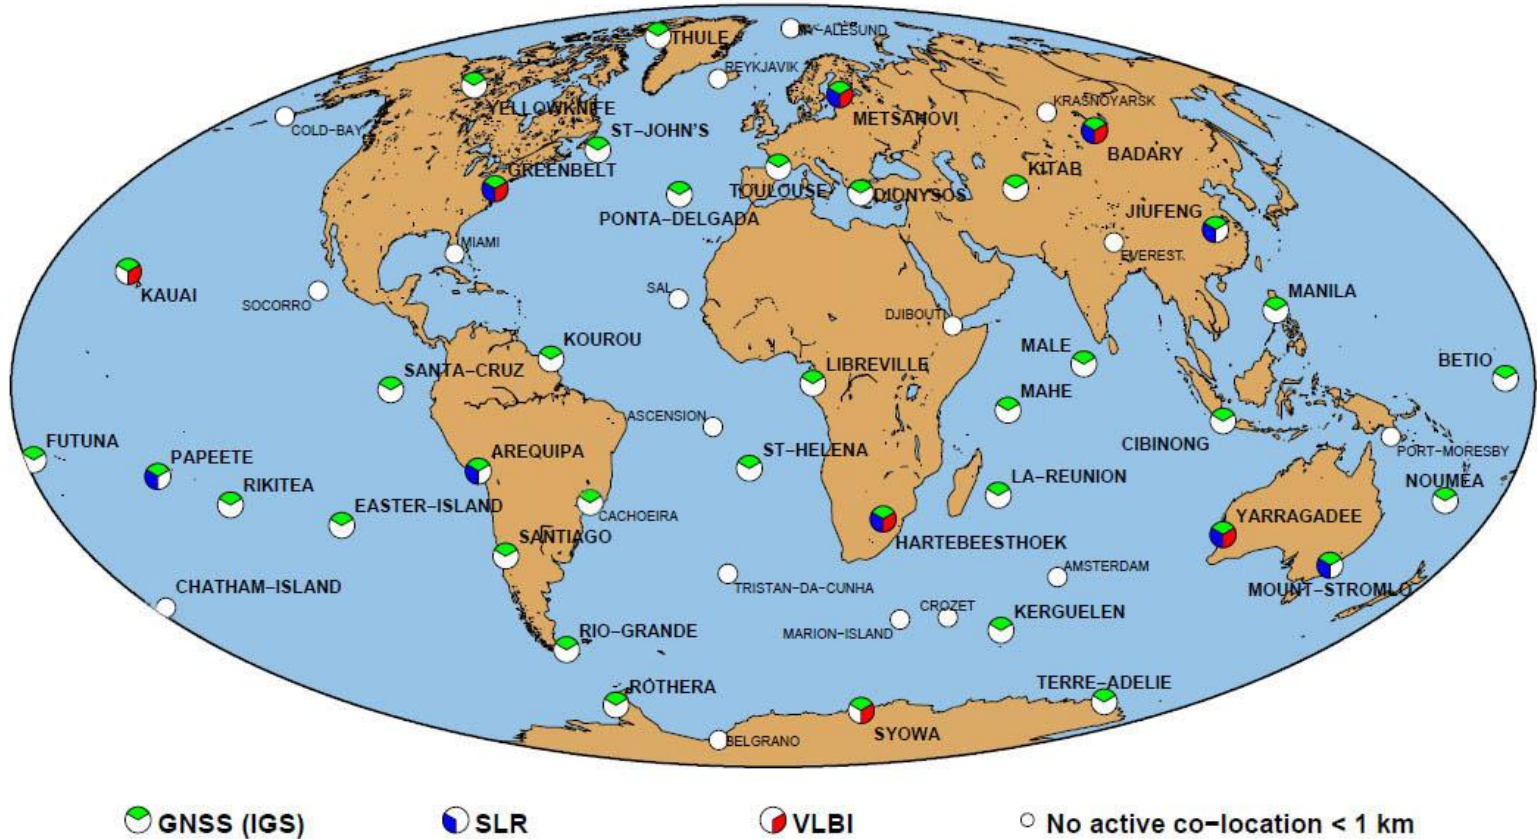 THULE
NY-ALESUND
REYKJAVIK
YELLOWKNIFE
COLD-BAY
ST-JOHN'S
METSAHOVI
KRASNOYARSK
BADARY
GREENBELT
TOULOUSE
DIONYSOS
KITAB
PONTA-DELGADA
JIUFENG
MIAMI
EVEREST
KAUAI
SOCORRO
SAL
DJIBOUTI
MANILA
KOUROU
MALE
SANTA-CRUZ
LIBREVILLE
BETIO
MAHE
ASCENSION
FUTUNA
CIBINONG
PAPEETE
AREQUIPA
ST-HELENA
PORT-MORESBY
RIKITEA
LA-REUNION
NOUMEA
EASTER-ISLAND
CACHOEIRA
YARRAGADEE
SANTIAGO
HARTEBEESTHOEK
AMSTERDAM
CHATHAM-ISLAND
TRISTAN-DA-CUNHA
MOUNT-STROMLO
CROZET
KERGUELEN
RIO-GRANDE
MARION-ISLAND
ROTHERA
TERRE-ADELIE
SYOWA
BELGRANO
GNSS (IGS)
SLR
VLBI
No active co-location < 1 km